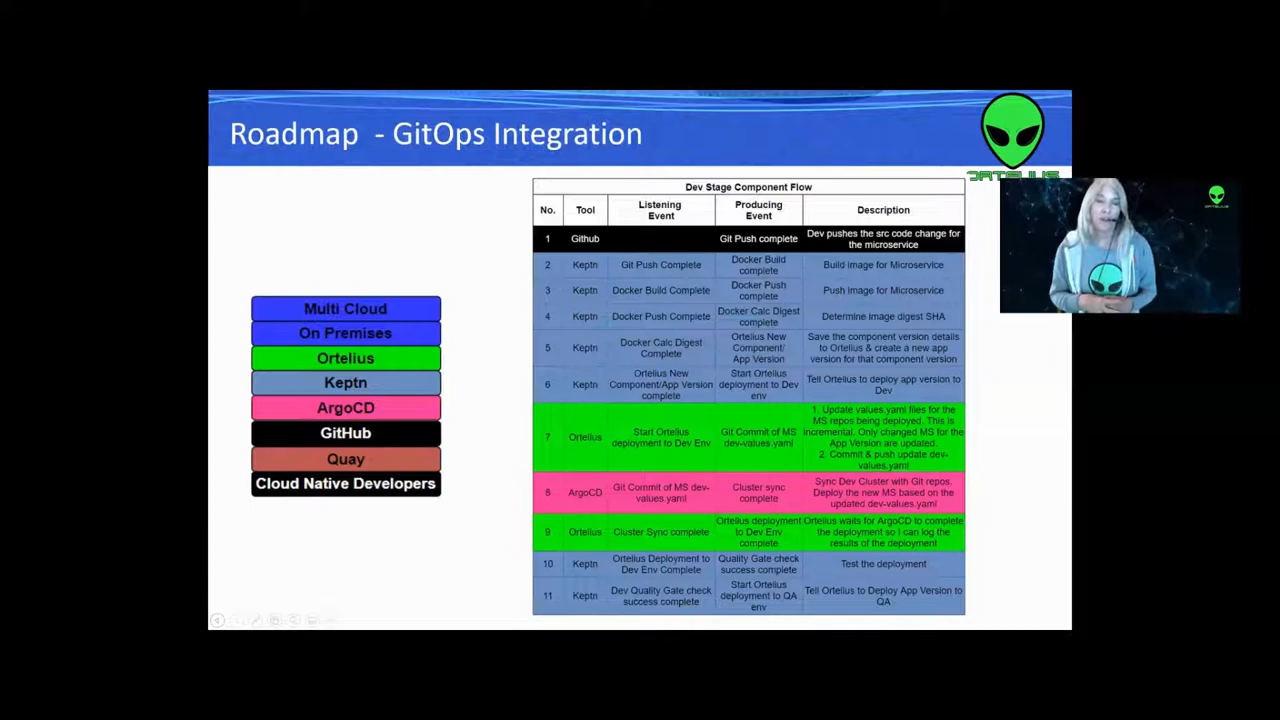 Roadmap - GitOps Integration
ORTELIUS
ORTELIUS
Multi Cloud
On Premises
Ortelius
Keptn
ArgoCD
GitHub
Quay
Cloud Native Developers
Dev Stage Component Flow
No.
Tool
Listening
Event
Producing
Event
Description
1
Github
Git Push complete
Dev pushes the src code change for
the microservice
2
Keptn
Git Push Complete
Docker Build
complete
Build image for Microservice
3
Keptn
Docker Build Complete
Docker Push
complete
Push image for Microservice
4
Keptn
Docker Push Complete
Docker Calc Digest
complete
Determine image digest SHA
5
Keptn
Docker Calc Digest
Complete
Ortelius New
Component/
App Version
Save the component version details
to Ortelius & create a new app
version for that component version
6
Keptn
Ortelius New
Component/App Version
complete
Start Ortelius
deployment to Dev
env
Tell Ortelius to deploy app version to
Dev
7
Ortelius
Start Ortelius
deployment to Dev Env
Git Commit of MS
dev-values.yaml
1. Update values.yaml files for the
MS repos being deployed. This is
incremental. Only changed MS for the
App Version are updated.
2. Commit & push update dev-
values.yaml
8
ArgoCD
Git Commit of MS dev-
values.yaml
Cluster sync
complete
Sync Dev Cluster with Git repos.
Deploy the new MS based on the
updated dev-values.yaml
9
Ortelius
Cluster Sync complete
Ortelius deployment
to Dev Env
complete
Ortelius waits for ArgoCD to complete
the deployment so I can log the
results of the deployment
10
Keptn
Ortelius Deployment to
Dev Env Complete
Quality Gate check
success complete
Test the deployment
11
Keptn
Dev Quality Gate check
success complete
Start Ortelius
deployment to QA
env
Tell Ortelius to Deploy App Version to
QA